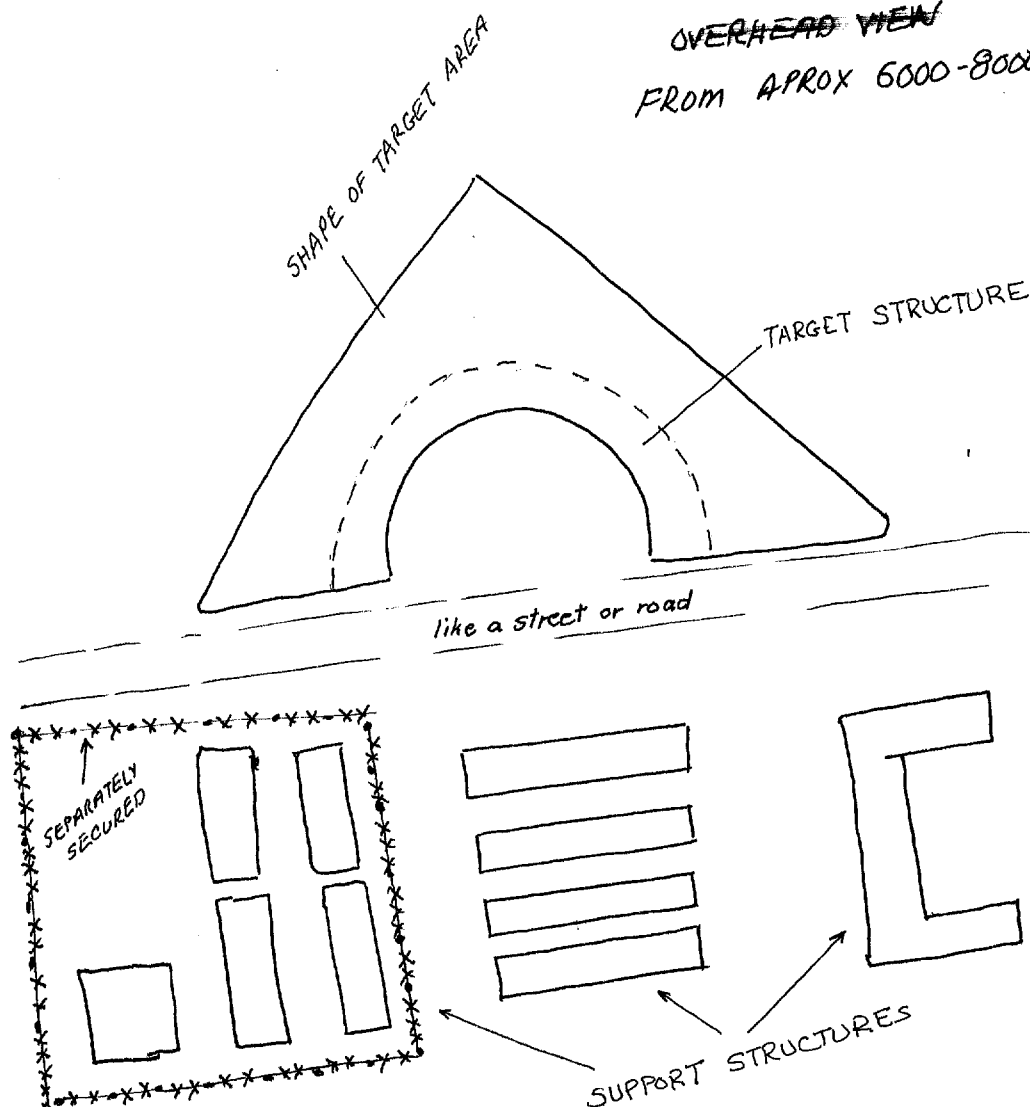 OVERHEAD VIEW
FROM APROX 6000-8000
SHAPE OF TARGET AREA
TARGET STRUCTURE
like a street or road
SEPARATELY
SECURED
SUPPORT STRUCTURES